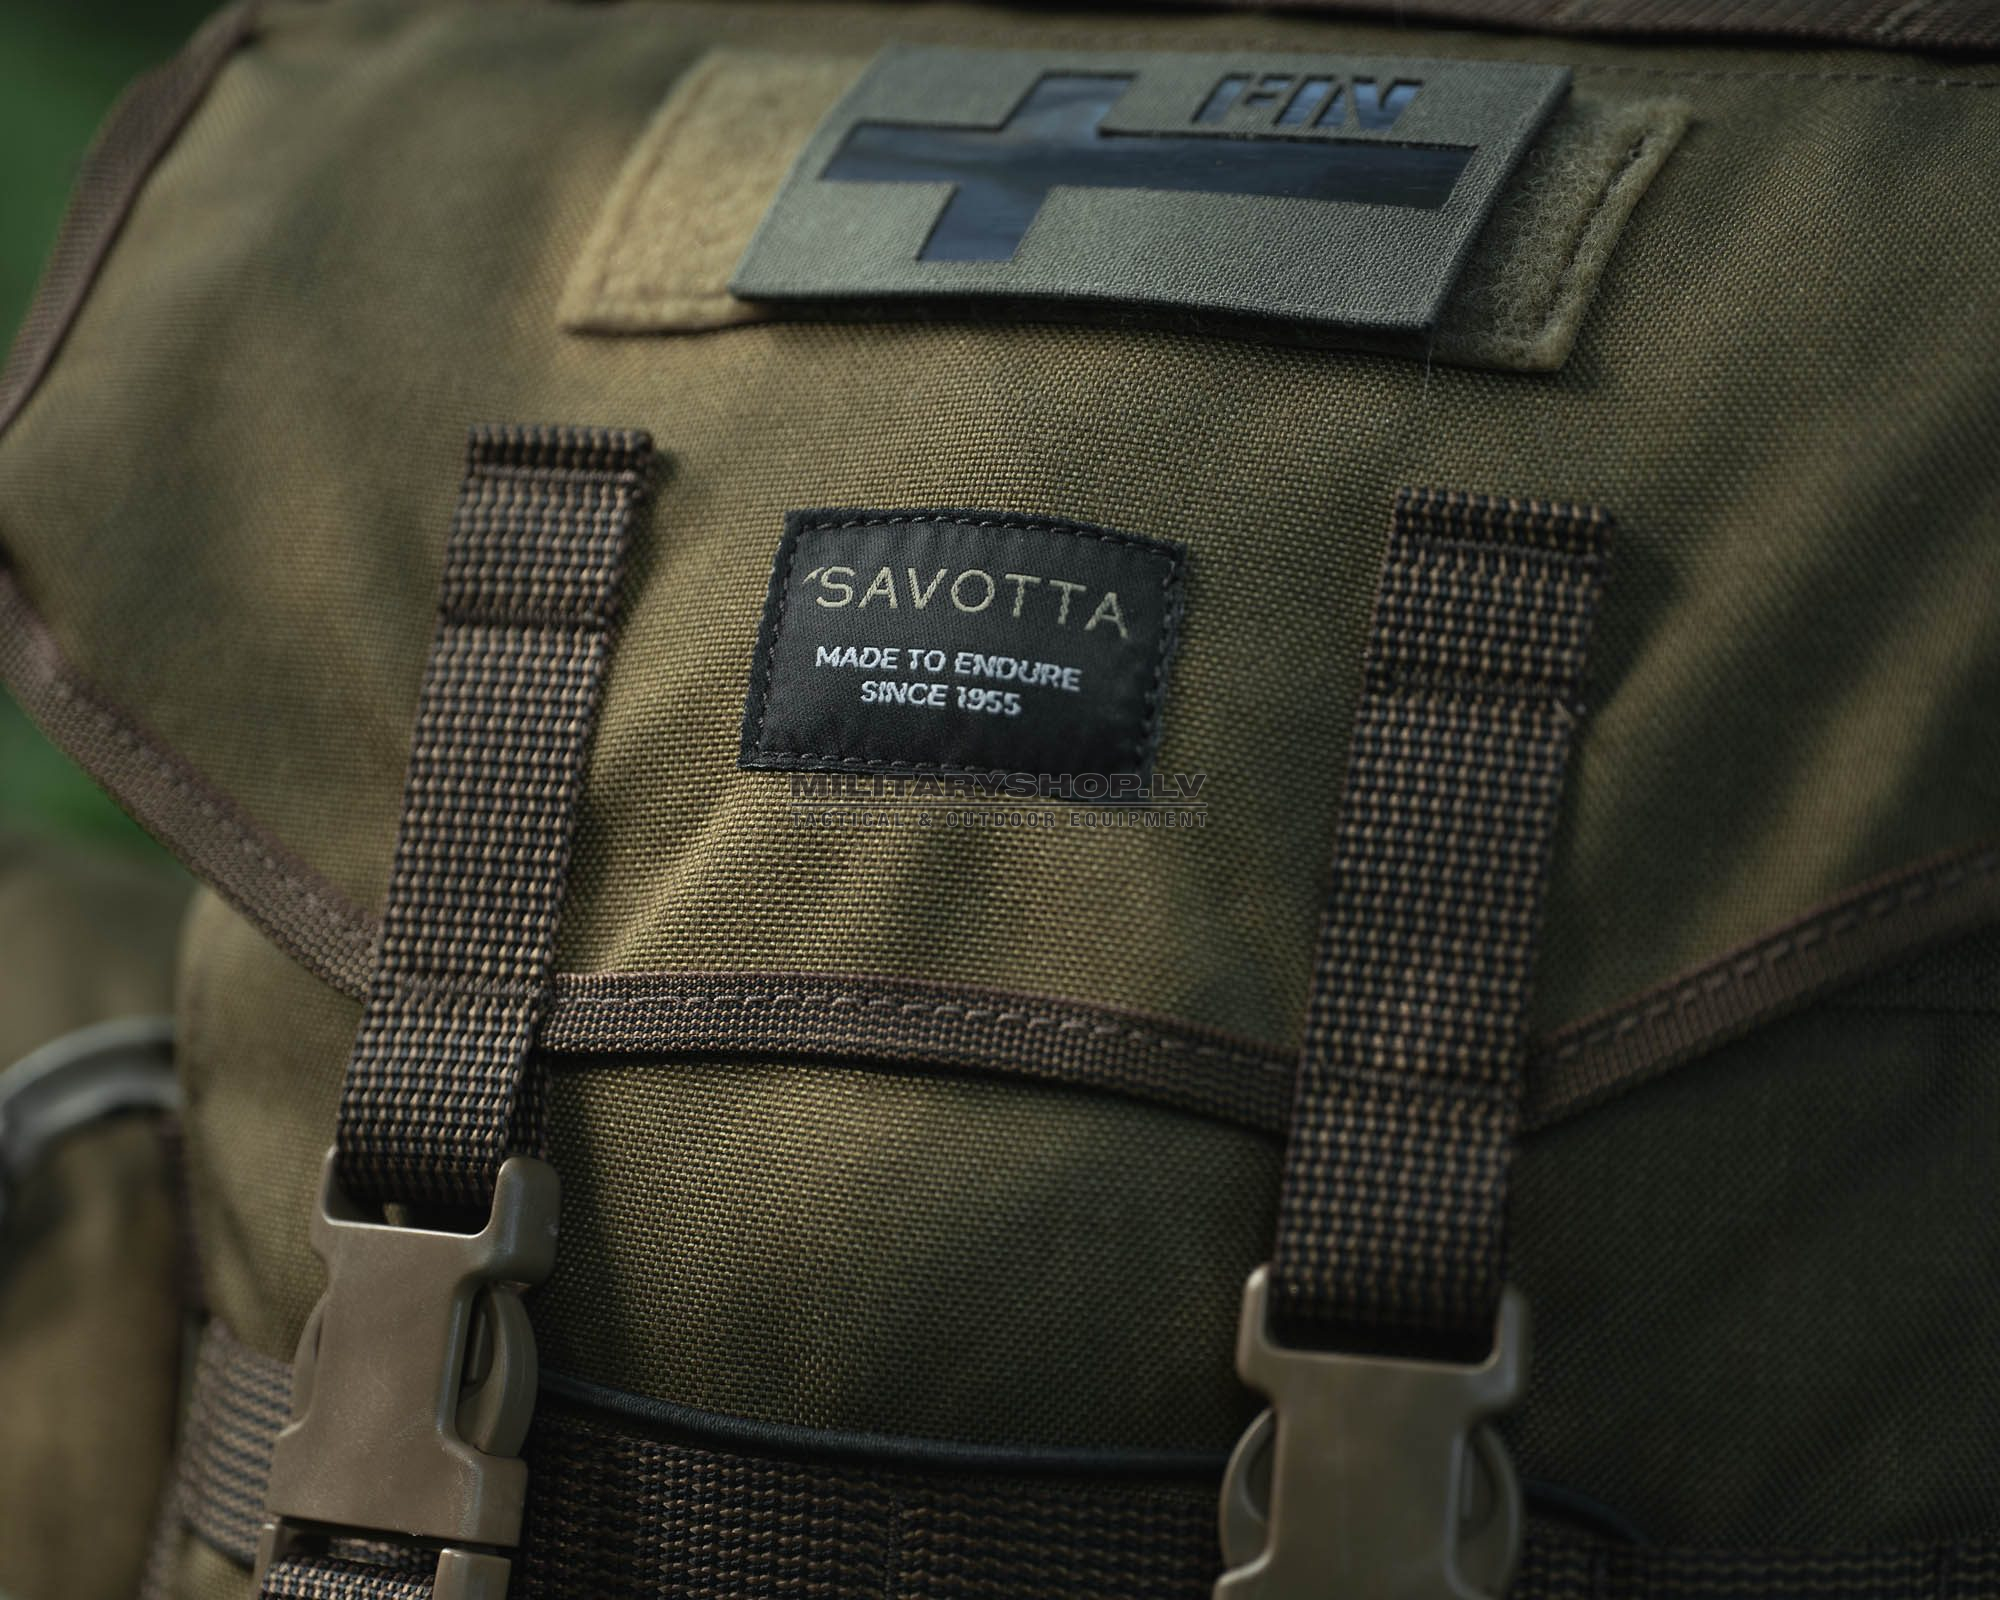 FIN
SAVOTTA
MADE TO ENDURE
SINCE 1955
MILITARYSHOP.LV
TACTICAL & OUTDOOR EQUIPMENT